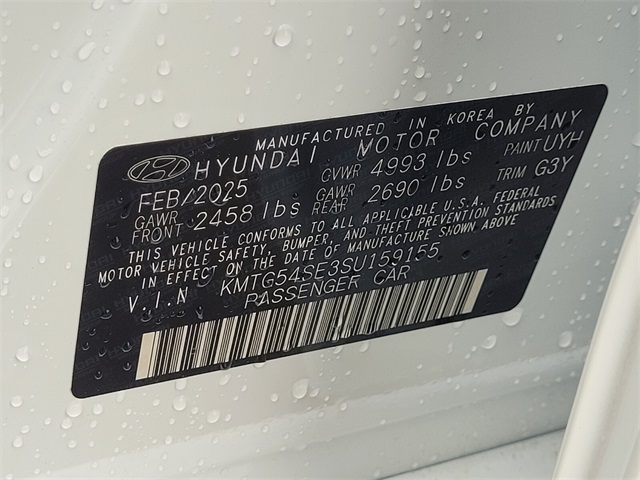 MANUFACTURED IN KOREA BY
HYUNDAI MOTOR COMPANY
FEB/2025 GVWR 4993 lbs PAINT UYH
GAWR FRONT 2458 lbs GAWR REAR 2690 lbs TRIM G3Y
THIS VEHICLE CONFORMS TO ALL APPLICABLE U.S.A. FEDERAL
MOTOR VEHICLE SAFETY, BUMPER, AND THEFT PREVENTION STANDARDS
IN EFFECT ON THE DATE OF MANUFACTURE SHOWN ABOVE
V.I.N KMTG54SE3SU159155
PASSENGER CAR